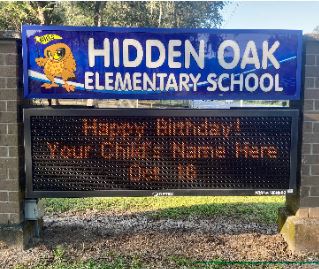 HIDDEN OAK
ELEMENTARY SCHOOL
Happy Birthday!
Your Child's Name Here
Oct. 16